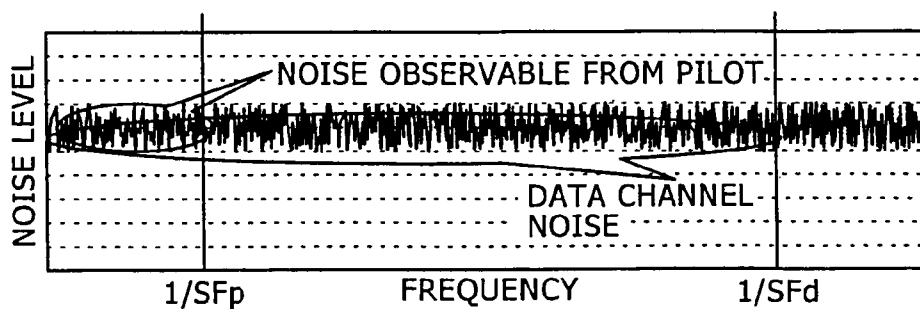 NOISE LEVEL
NOISE OBSERVABLE FROM PILOT
DATA CHANNEL
NOISE
1/SFp
FREQUENCY
1/SFd